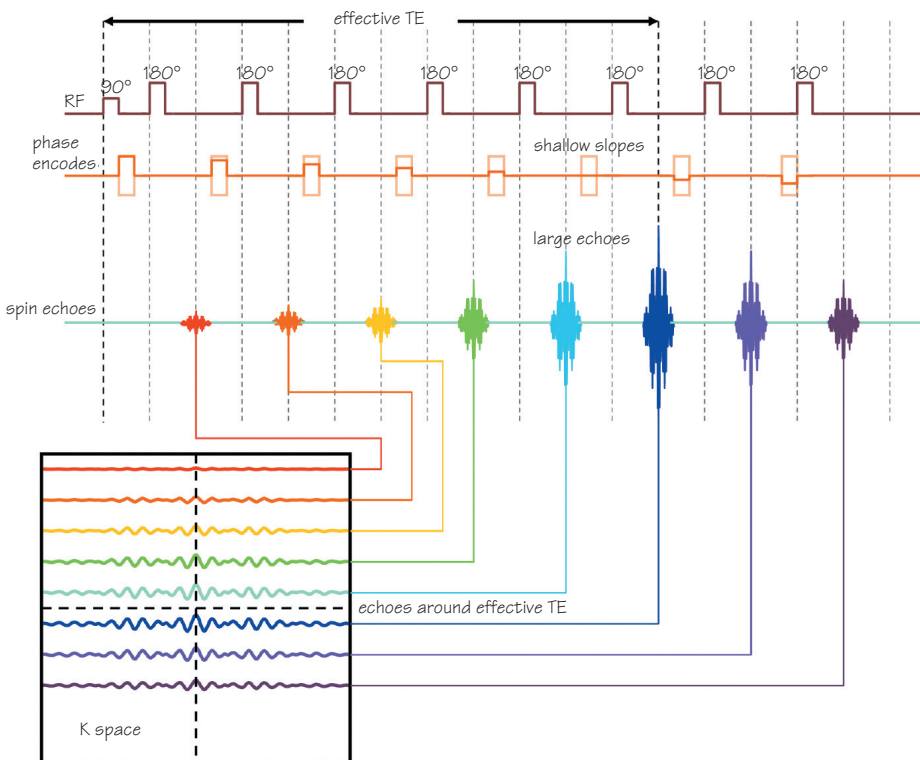 effective TE
90° 180° 180° 180° 180° 180° 180° 180° 180°
RF
phase
encodes
shallow slopes
large echoes
spin echoes
echoes around effective TE
K space